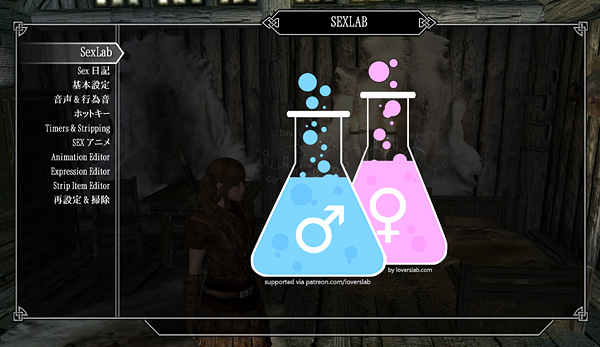 SEXLAB
SexLab
Sex 日記
基本設定
音声 & 行為音
ホットキー
Timers & Stripping
SEX アニメ
Animation Editor
Expression Editor
Strip Item Editor
再設定 & 掃除
by loverslab.com
supported via patreon.com/loverslab